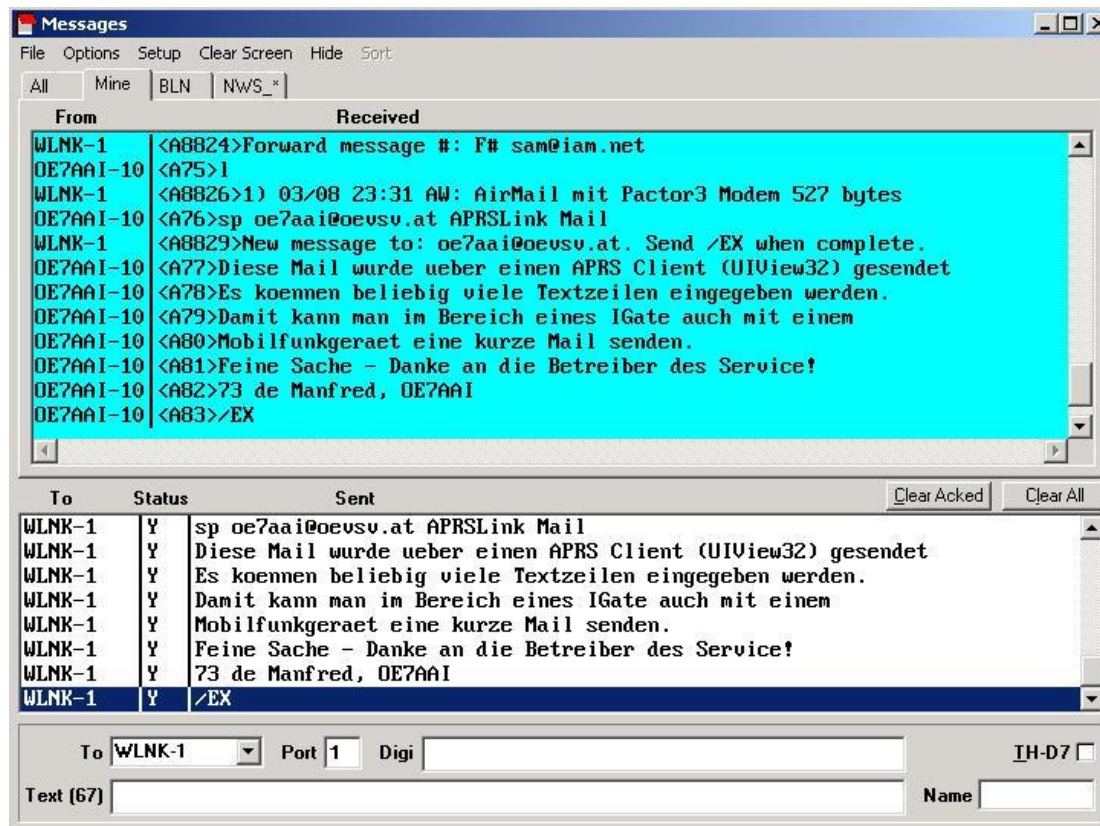 Messages
File Options Setup Clear Screen Hide Sort
All Mine BLN NWS_*
From Received
WLNK-1 <A8824>Forward message #: F# sam@iam.net
OE7AAI-10 <A75>l
WLNK-1 <A8826>1) 03/08 23:31 AW: AirMail mit Pactor3 Modem 527 bytes
OE7AAI-10 <A76>sp oe7aai@oevsv.at APRSLink Mail
WLNK-1 <A8829>New message to: oe7aai@oevsv.at. Send /EX when complete.
OE7AAI-10 <A77>Diese Mail wurde ueber einen APRS Client (UIView32) gesendet
OE7AAI-10 <A78>Es koennen beliebig viele Textzeilen eingegeben werden.
OE7AAI-10 <A79>Damit kann man im Bereich eines IGate auch mit einem
OE7AAI-10 <A80>Mobilfunkgeraet eine kurze Mail senden.
OE7AAI-10 <A81>Feine Sache - Danke an die Betreiber des Service!
OE7AAI-10 <A82>73 de Manfred, OE7AAI
OE7AAI-10 <A83>/EX
To Status Sent Clear Acked Clear All
WLNK-1 Y sp oe7aai@oevsv.at APRSLink Mail
WLNK-1 Y Diese Mail wurde ueber einen APRS Client (UIView32) gesendet
WLNK-1 Y Es koennen beliebig viele Textzeilen eingegeben werden.
WLNK-1 Y Damit kann man im Bereich eines IGate auch mit einem
WLNK-1 Y Mobilfunkgeraet eine kurze Mail senden.
WLNK-1 Y Feine Sache - Danke an die Betreiber des Service!
WLNK-1 Y 73 de Manfred, OE7AAI
WLNK-1 Y /EX
To WLNK-1 Port 1 Digi TH-D7
Text (67) Name